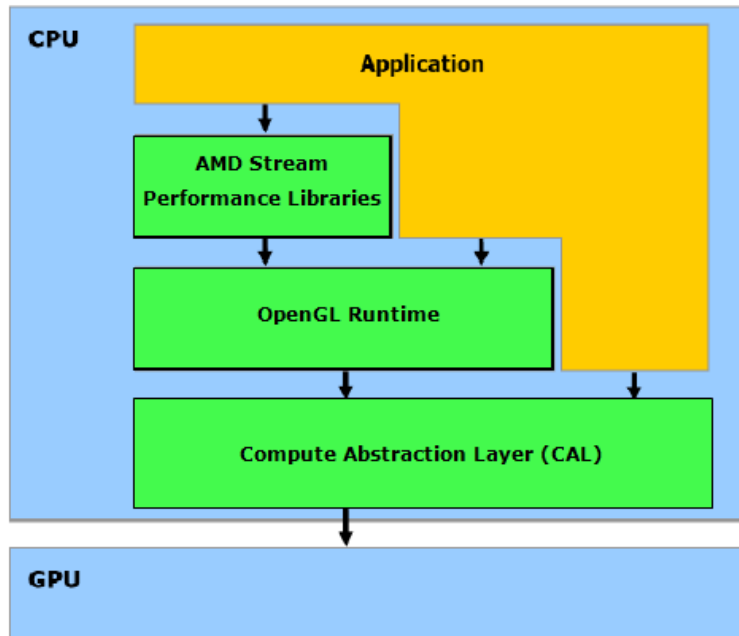 CPU
Application
AMD Stream
Performance Libraries
OpenGL Runtime
Compute Abstraction Layer (CAL)
GPU